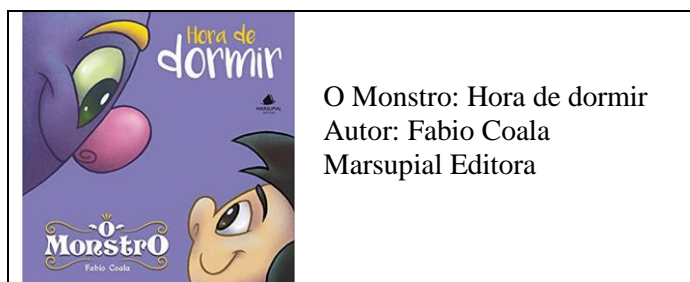 Hora de
dormir
MARSUPIAL
O
MONSTRO
Fabio Coala
O Monstro: Hora de dormir
Autor: Fabio Coala
Marsupial Editora